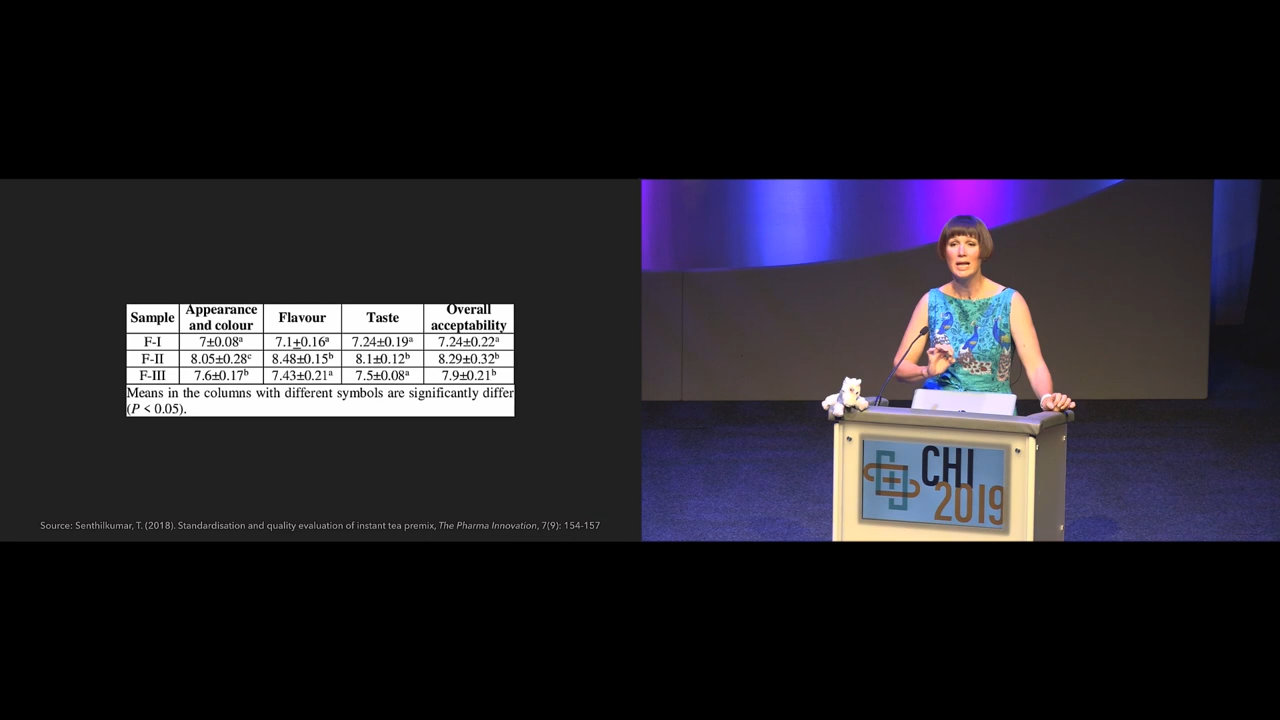 Sample Appearance and colour Flavour Taste Overall acceptability
F-I 7±0.08ᵃ 7.1±0.16ᵃ 7.24±0.19ᵃ 7.24±0.22ᵃ
F-II 8.05±0.28ᶜ 8.48±0.15ᵇ 8.1±0.12ᵇ 8.29±0.32ᵇ
F-III 7.6±0.17ᵇ 7.43±0.21ᵃ 7.5±0.08ᵃ 7.9±0.21ᵇ
Means in the columns with different symbols are significantly differ
(P < 0.05).
Source: Senthilkumar, T. (2018). Standardisation and quality evaluation of instant tea premix, The Pharma Innovation, 7(9): 154-157
CHI
2019